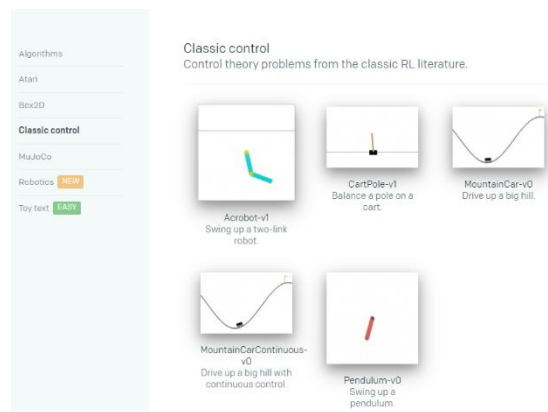 Algorithms
Atari
Box2D
Classic control
MuJoCo
Robotics NEW
Toy text EASY
Classic control
Control theory problems from the classic RL literature.
Acrobot-v1
Swing up a two-link
robot.
CartPole-v1
Balance a pole on a
cart.
MountainCar-v0
Drive up a big hill.
MountainCarContinuous-
v0
Drive up a big hill with
continuous control.
Pendulum-v0
Swing up a
pendulum.